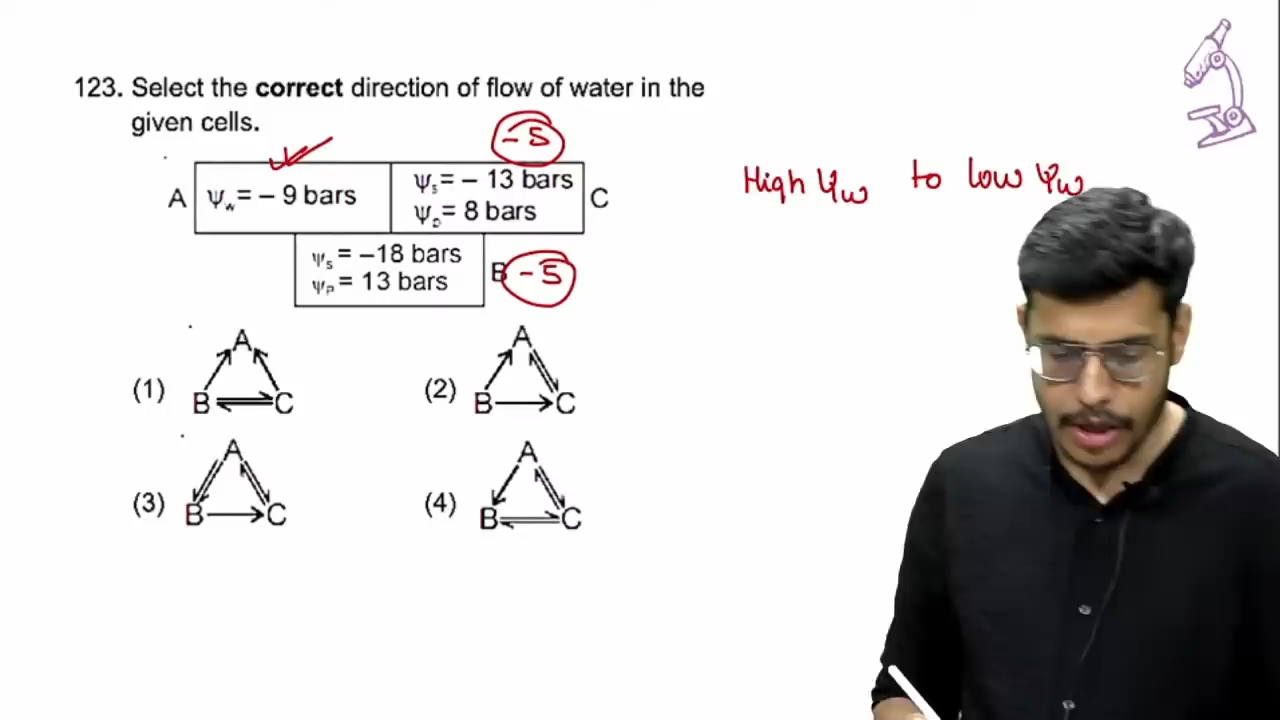 123. Select the correct direction of flow of water in the
given cells.
-5
A ψw = – 9 bars ψs = – 13 bars C
ψp = 8 bars
High ψw to low ψw
ψs = –18 bars
ψP = 13 bars B -5
(1) A B C
(2) A B C
(3) A B C
(4) A B C